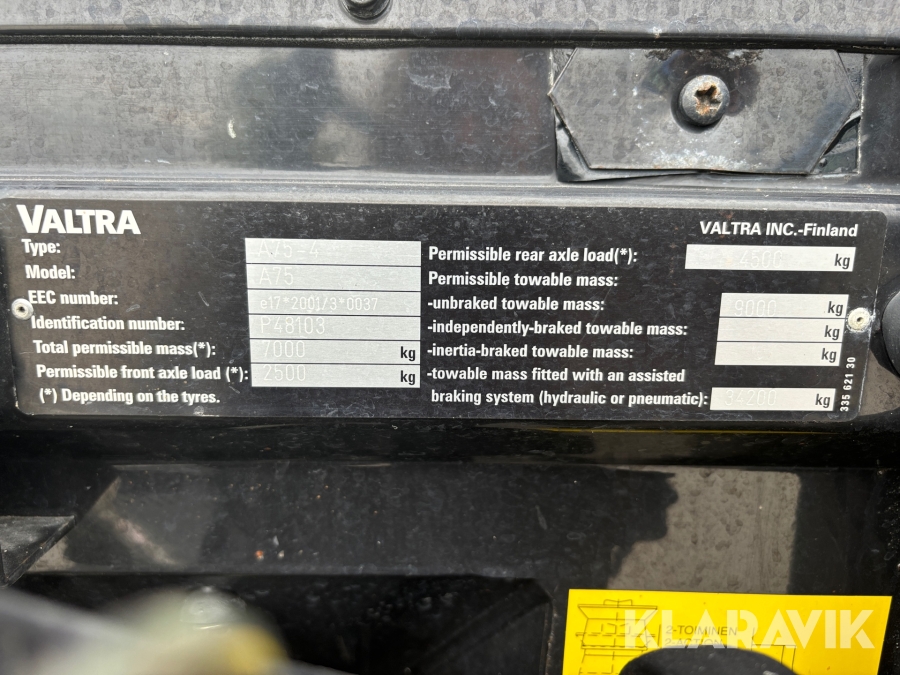 VALTRA
VALTRA INC.-Finland
Type: A75-4
Model: A75
EEC number: e17*2001/3*0037
Identification number: P48103
Total permissible mass(*): 7000 kg
Permissible front axle load (*): 2500 kg
(*) Depending on the tyres.
Permissible rear axle load(*): 4500 kg
Permissible towable mass:
-unbraked towable mass: 9000 kg
-independently-braked towable mass: kg
-inertia-braked towable mass: kg
-towable mass fitted with an assisted
braking system (hydraulic or pneumatic): 34200 kg
335 621 30
2-TOIMINEN
KLARAVIK